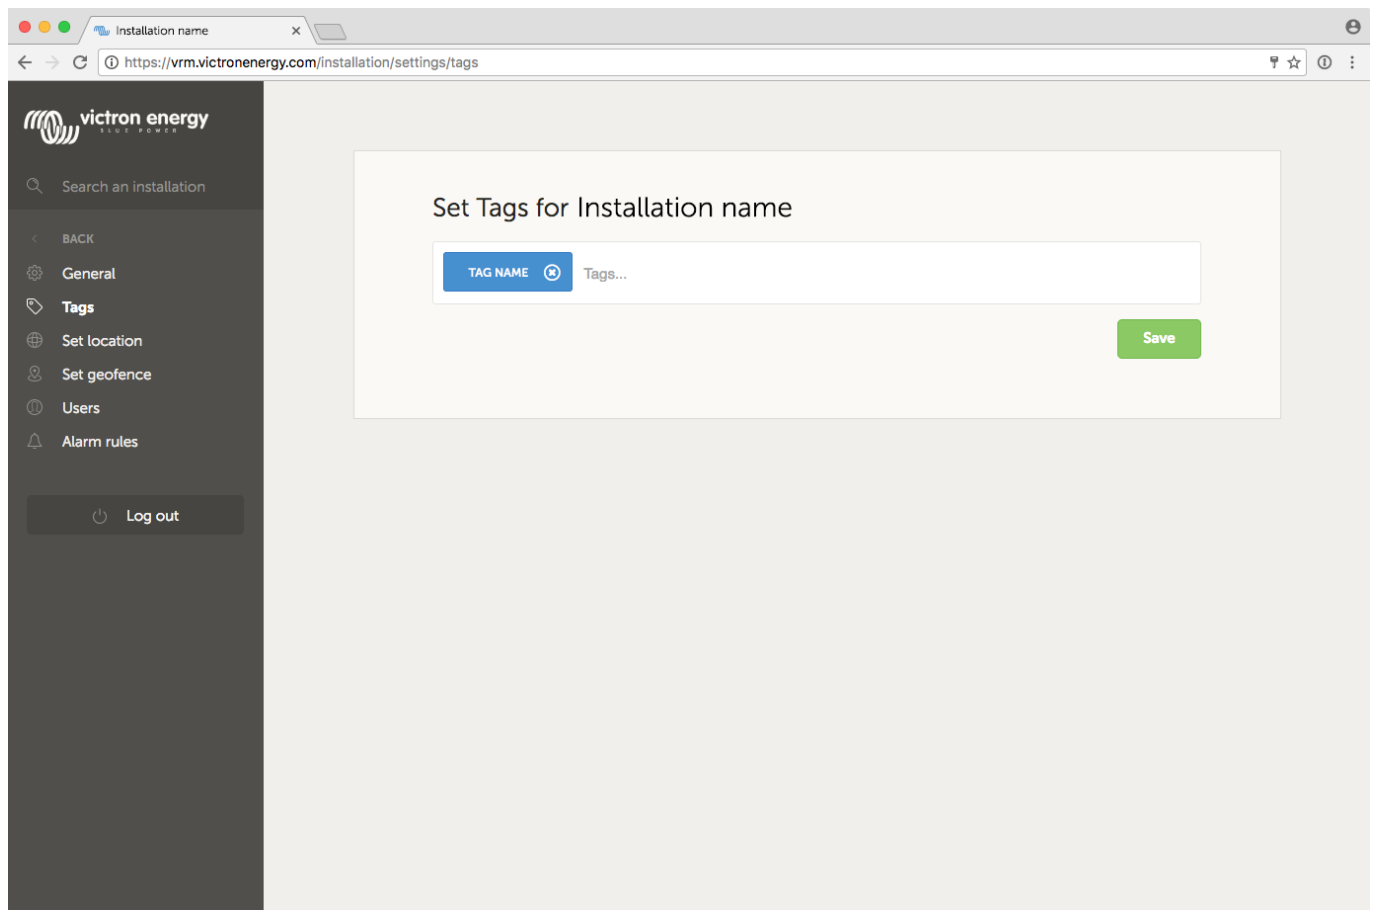 Installation name
https://vrm.victronenergy.com/installation/settings/tags
victron energy
BLUE POWER
Search an installation
BACK
General
Tags
Set location
Set geofence
Users
Alarm rules
Log out
Set Tags for Installation name
TAG NAME
Tags...
Save